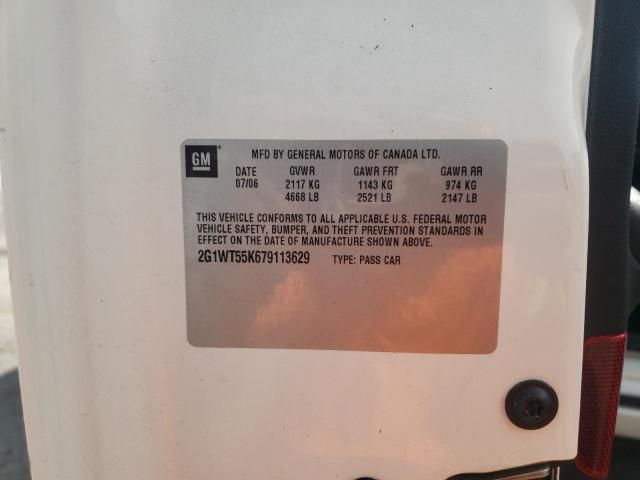 GM MFD BY GENERAL MOTORS OF CANADA LTD.
DATE GVWR GAWR FRT GAWR RR
07/06 2117 KG 1143 KG 974 KG
4668 LB 2521 LB 2147 LB
THIS VEHICLE CONFORMS TO ALL APPLICABLE U.S. FEDERAL MOTOR
VEHICLE SAFETY, BUMPER, AND THEFT PREVENTION STANDARDS IN
EFFECT ON THE DATE OF MANUFACTURE SHOWN ABOVE.
2G1WT55K679113629 TYPE: PASS CAR